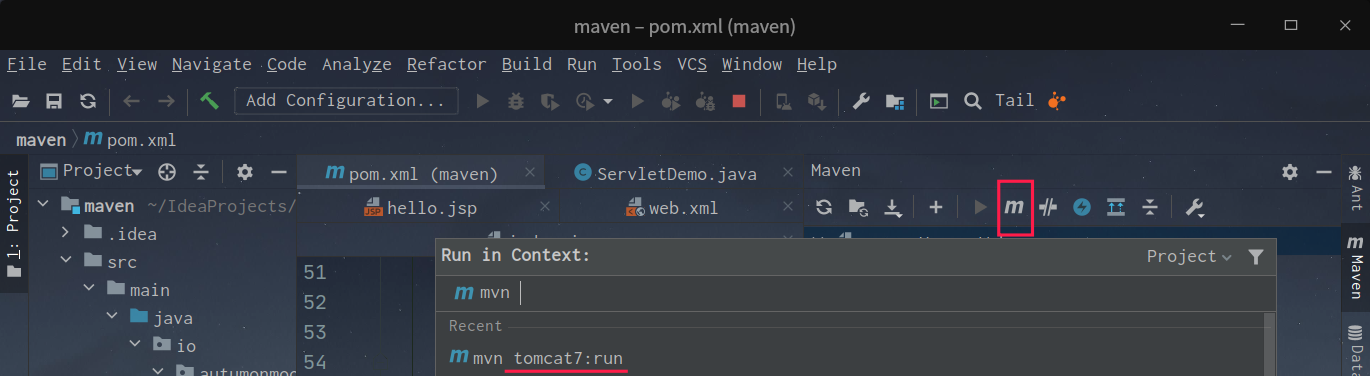 maven – pom.xml (maven)
File Edit View Navigate Code Analyze Refactor Build Run Tools VCS Window Help
Add Configuration... Tail
maven pom.xml
1: Project
Project
pom.xml (maven)
ServletDemo.java
Maven
Ant
maven ~/IdeaProjects/
hello.jsp
web.xml
m
.idea
src
main
java
io
51
52
53
54
Run in Context:
Project
m mvn
Recent
m mvn tomcat7:run
m Maven